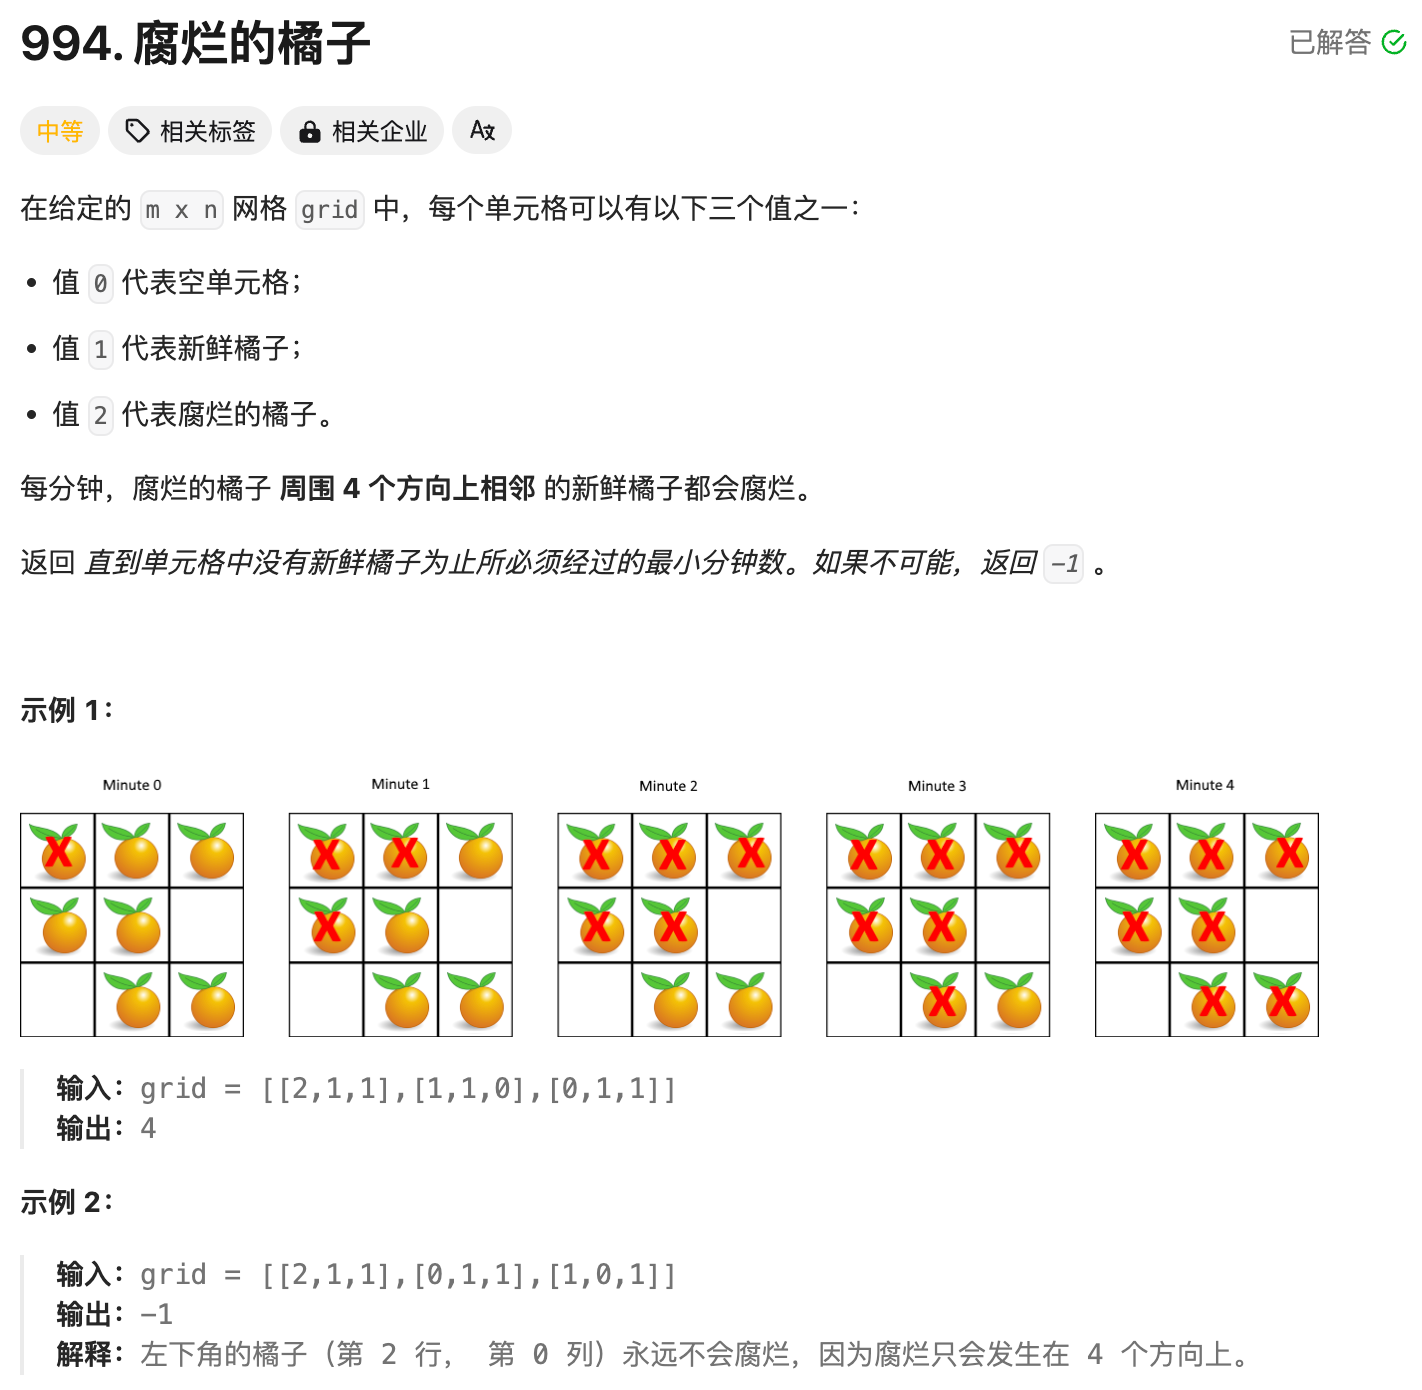 994. 腐烂的橘子
已解答
中等
相关标签
相关企业
在给定的 m x n 网格 grid 中，每个单元格可以有以下三个值之一：
• 值 0 代表空单元格；
• 值 1 代表新鲜橘子；
• 值 2 代表腐烂的橘子。
每分钟，腐烂的橘子 周围 4 个方向上相邻 的新鲜橘子都会腐烂。
返回 直到单元格中没有新鲜橘子为止所必须经过的最小分钟数。如果不可能，返回 -1 。
示例 1：
Minute 0
Minute 1
Minute 2
Minute 3
Minute 4
输入：grid = [[2,1,1],[1,1,0],[0,1,1]]
输出：4
示例 2：
输入：grid = [[2,1,1],[0,1,1],[1,0,1]]
输出：-1
解释：左下角的橘子（第 2 行， 第 0 列）永远不会腐烂，因为腐烂只会发生在 4 个方向上。